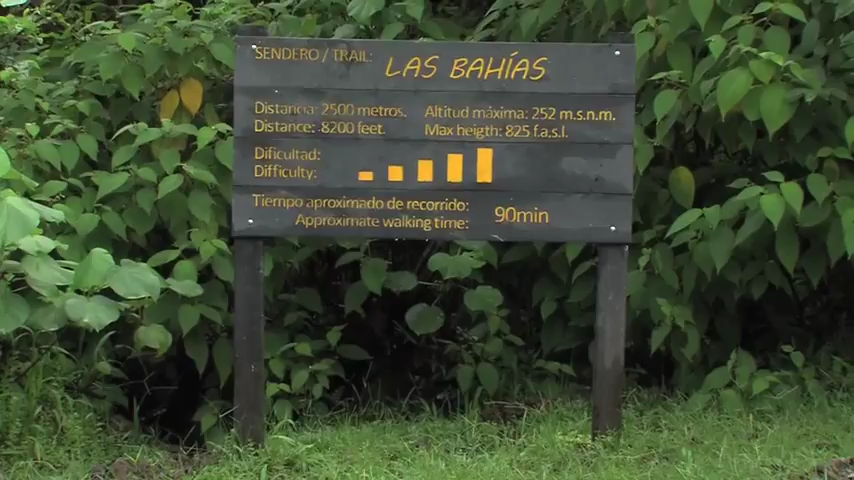 SENDERO / TRAIL: LAS BAHÍAS
Distancia: 2500 metros. Altitud máxima: 252 m.s.n.m.
Distance: 8200 feet. Max heigth: 825 f.a.s.l.
Dificultad:
Difficulty:
Tiempo aproximado de recorrido:
Approximate walking time: 90min